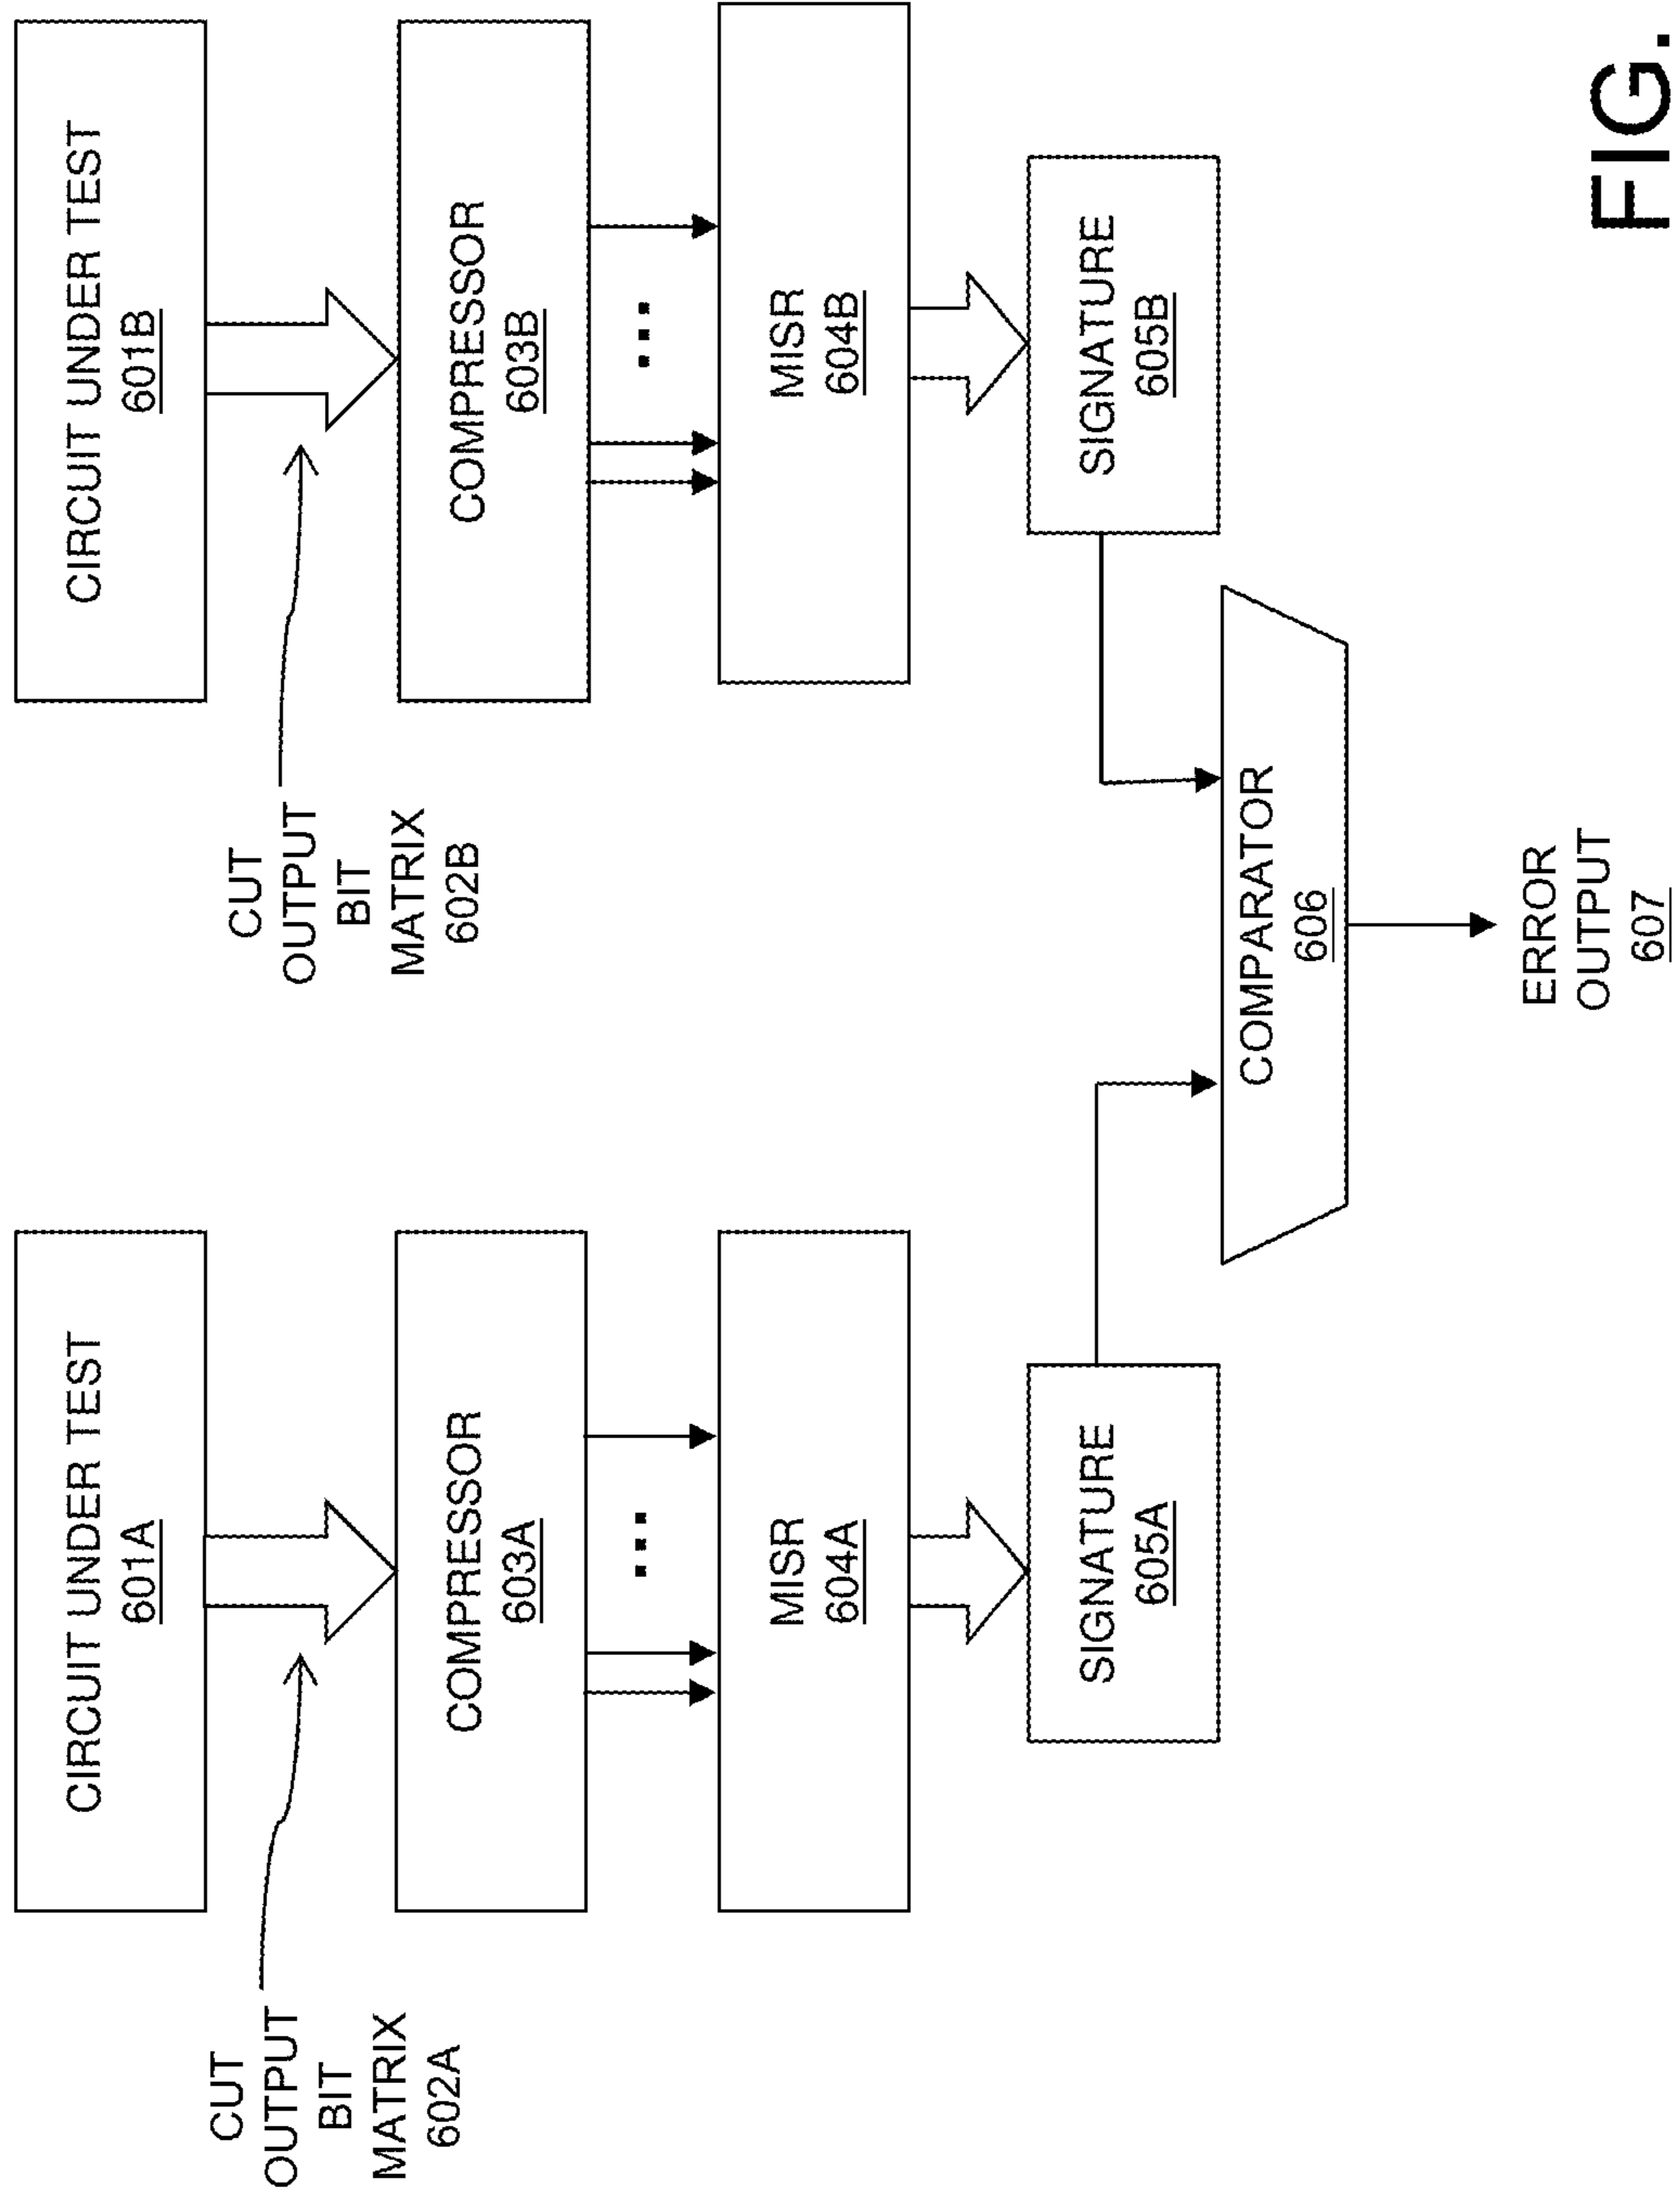 CIRCUIT UNDER TEST
601A
CUT
OUTPUT
BIT
MATRIX
602A
COMPRESSOR
603A
MISR
604A
SIGNATURE
605A
CIRCUIT UNDER TEST
601B
CUT
OUTPUT
BIT
MATRIX
602B
COMPRESSOR
603B
MISR
604B
SIGNATURE
605B
COMPARATOR
606
ERROR
OUTPUT
607
FIG.